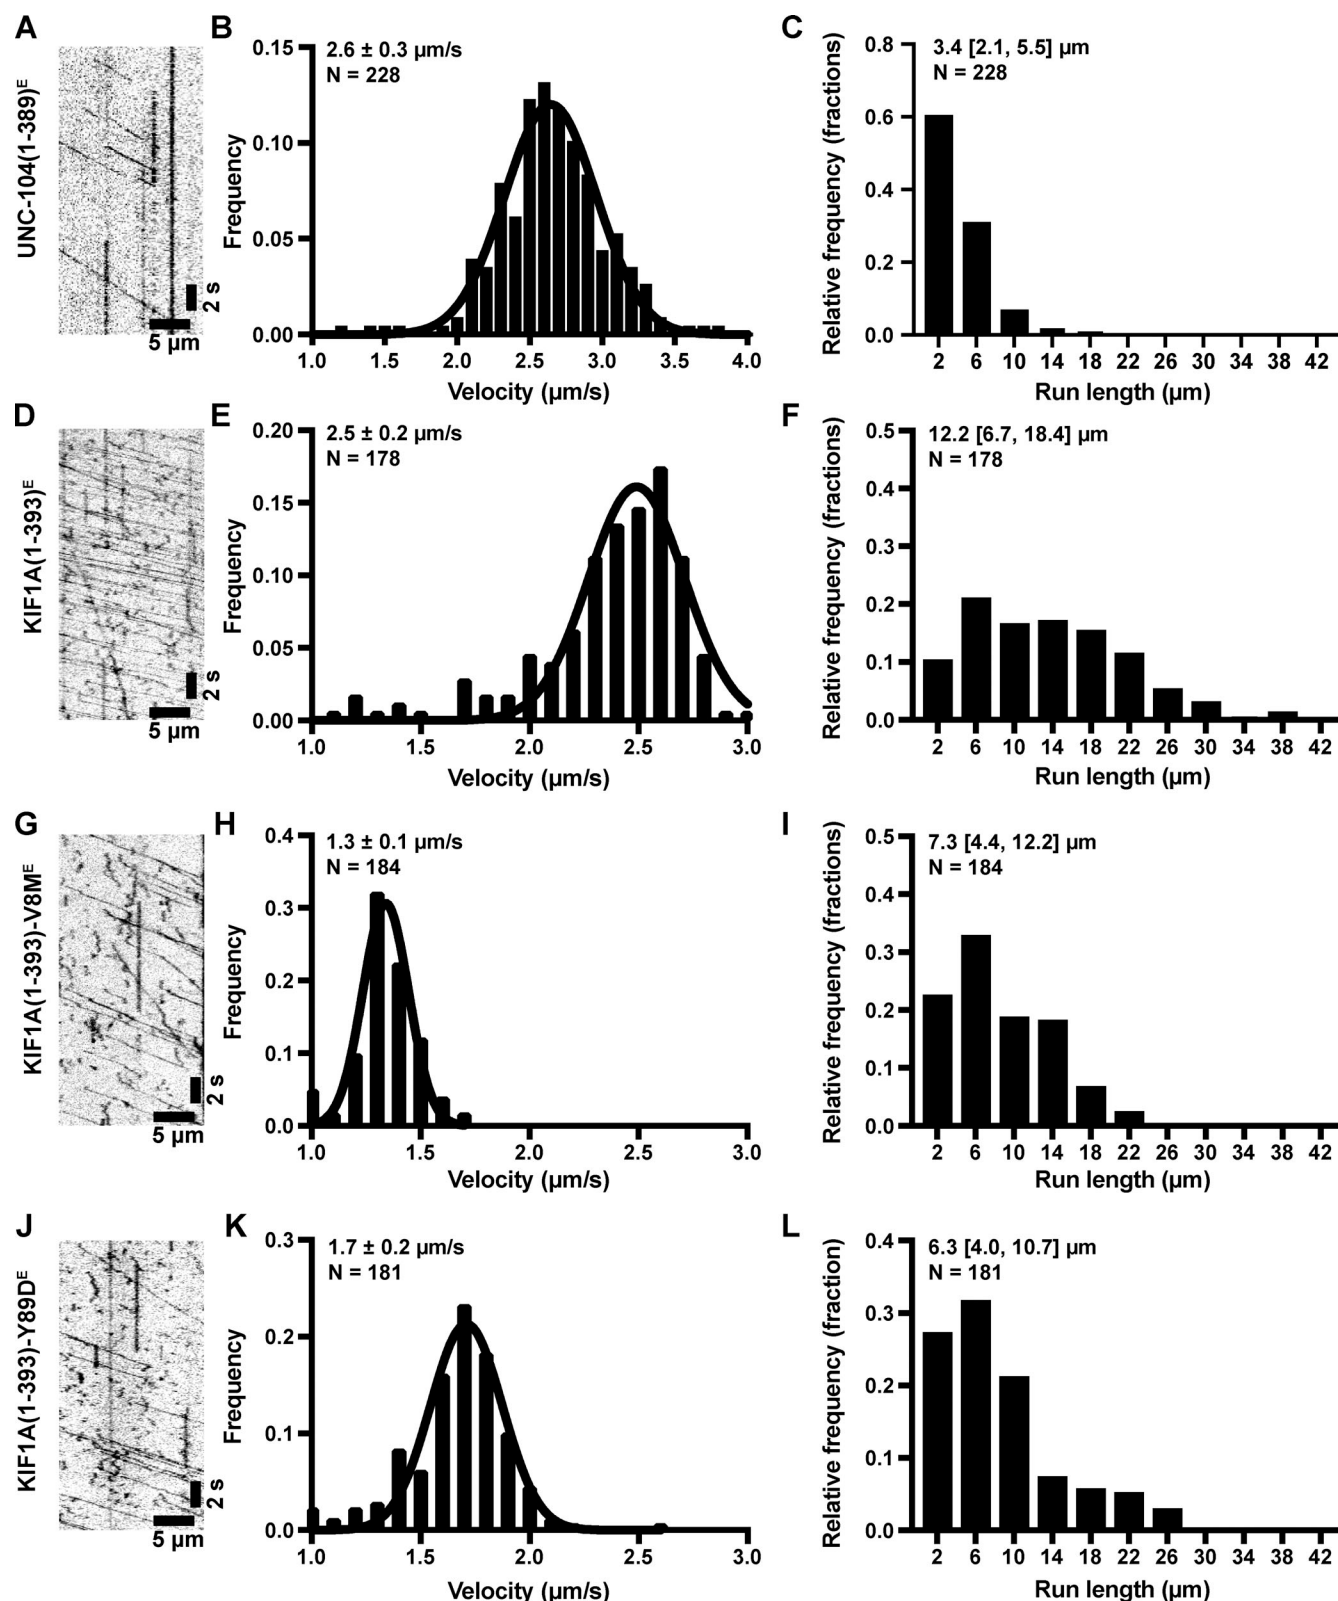 A
UNC-104(1-389)E
2 s
5 µm
B
2.6 ± 0.3 µm/s
N = 228
Frequency
0.15
0.10
0.05
0.00
1.0 1.5 2.0 2.5 3.0 3.5 4.0
Velocity (µm/s)
C
3.4 [2.1, 5.5] µm
N = 228
Relative frequency (fractions)
0.8
0.6
0.4
0.2
0.0
2 6 10 14 18 22 26 30 34 38 42
Run length (µm)
D
KIF1A(1-393)E
2 s
5 µm
E
2.5 ± 0.2 µm/s
N = 178
Frequency
0.20
0.15
0.10
0.05
0.00
1.0 1.5 2.0 2.5 3.0
Velocity (µm/s)
F
12.2 [6.7, 18.4] µm
N = 178
Relative frequency (fractions)
0.5
0.4
0.3
0.2
0.1
0.0
2 6 10 14 18 22 26 30 34 38 42
Run length (µm)
G
KIF1A(1-393)-V8ME
2 s
5 µm
H
1.3 ± 0.1 µm/s
N = 184
Frequency
0.4
0.3
0.2
0.1
0.0
1.0 1.5 2.0 2.5 3.0
Velocity (µm/s)
I
7.3 [4.4, 12.2] µm
N = 184
Relative frequency (fractions)
0.5
0.4
0.3
0.2
0.1
0.0
2 6 10 14 18 22 26 30 34 38 42
Run length (µm)
J
KIF1A(1-393)-Y89DE
2 s
5 µm
K
1.7 ± 0.2 µm/s
N = 181
Frequency
0.3
0.2
0.1
0.0
1.0 1.5 2.0 2.5 3.0
Velocity (µm/s)
L
6.3 [4.0, 10.7] µm
N = 181
Relative frequency (fraction)
0.4
0.3
0.2
0.1
0.0
2 6 10 14 18 22 26 30 34 38 42
Run length (µm)